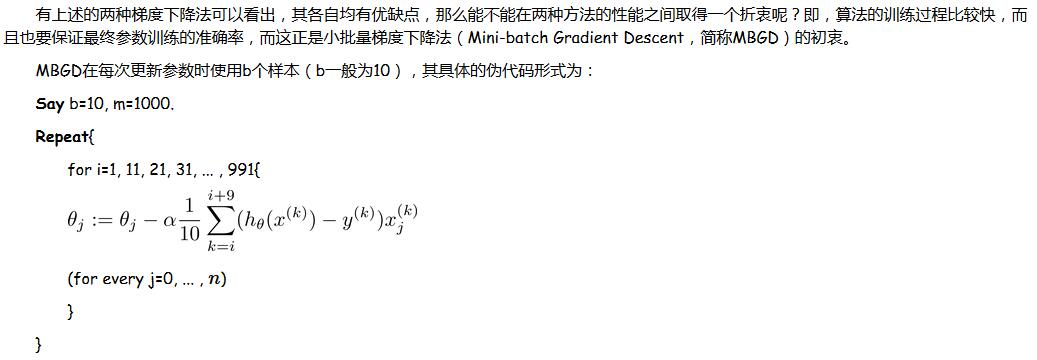 有上述的两种梯度下降法可以看出，其各自均有优缺点，那么能不能在两种方法的性能之间取得一个折衷呢？即，算法的训练过程比较快，而
且也要保证最终参数训练的准确率，而这正是小批量梯度下降法（Mini-batch Gradient Descent，简称MBGD）的初衷。
MBGD在每次更新参数时使用b个样本（b一般为10），其具体的伪代码形式为：
Say b=10, m=1000.
Repeat{
for i=1, 11, 21, 31, ... , 991{
θ_j := θ_j − α \frac{1}{10} \sum_{k=i}^{i+9} (h_θ(x^{(k)}) − y^{(k)}) x_j^{(k)}
(for every j=0, ... , n)
}
}